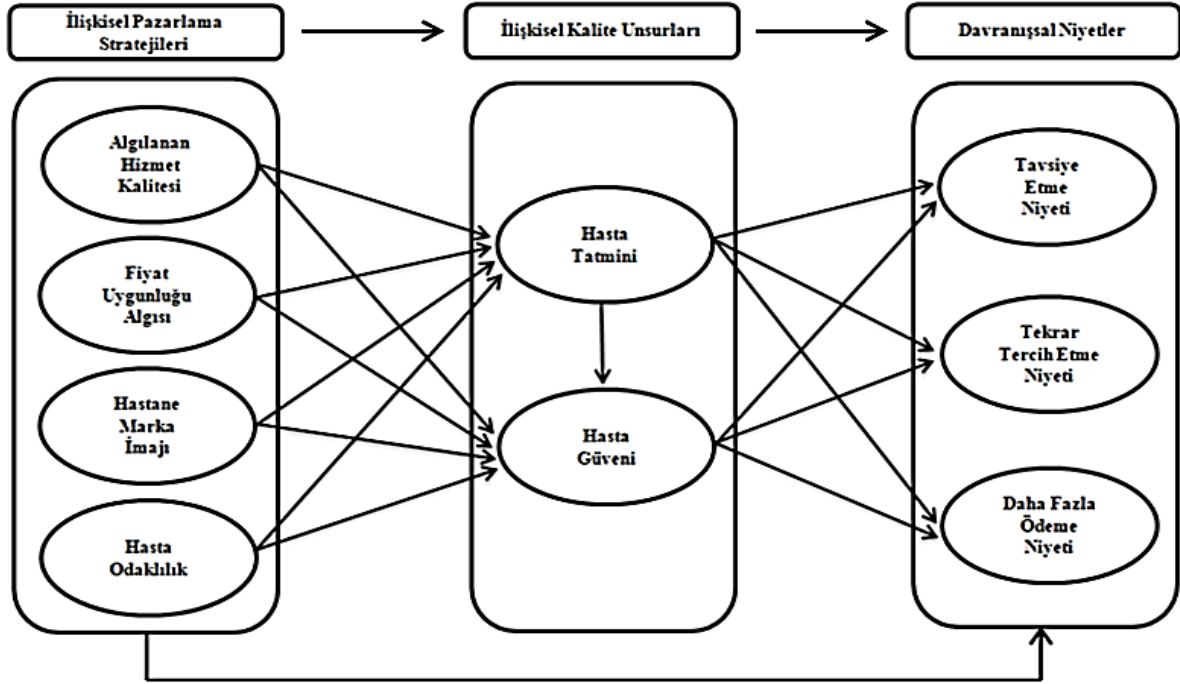 İlişkisel Pazarlama
Stratejileri
İlişkisel Kalite Unsurları
Davranışsal Niyetler
Algılanan
Hizmet
Kalitesi
Fiyat
Uygunluğu
Algısı
Hastane
Marka
İmajı
Hasta
Odaklılık
Hasta
Tatmini
Hasta
Güveni
Tavsiye
Etme
Niyeti
Tekrar
Tercih Etme
Niyeti
Daha Fazla
Ödeme
Niyeti